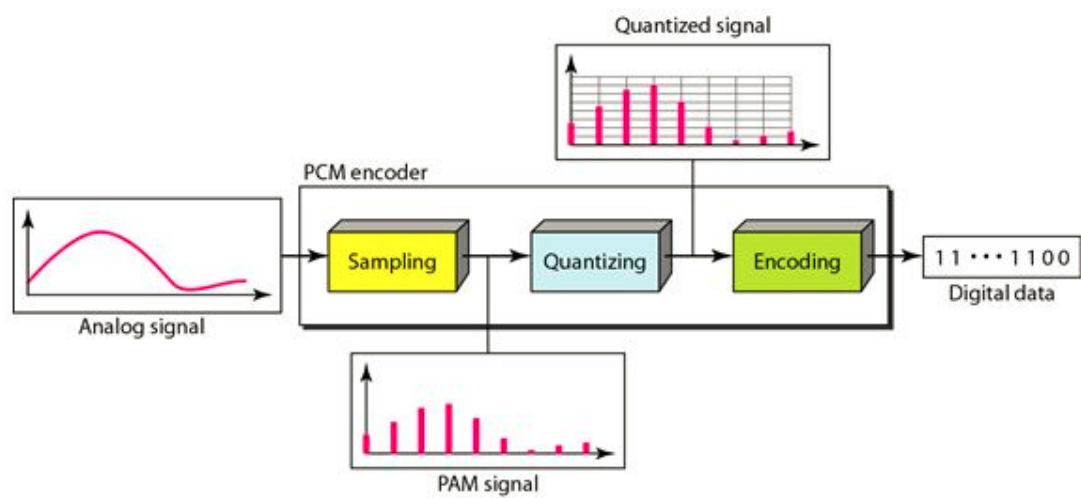 Quantized signal
PCM encoder
Sampling
Quantizing
Encoding
11···1100
Digital data
Analog signal
PAM signal